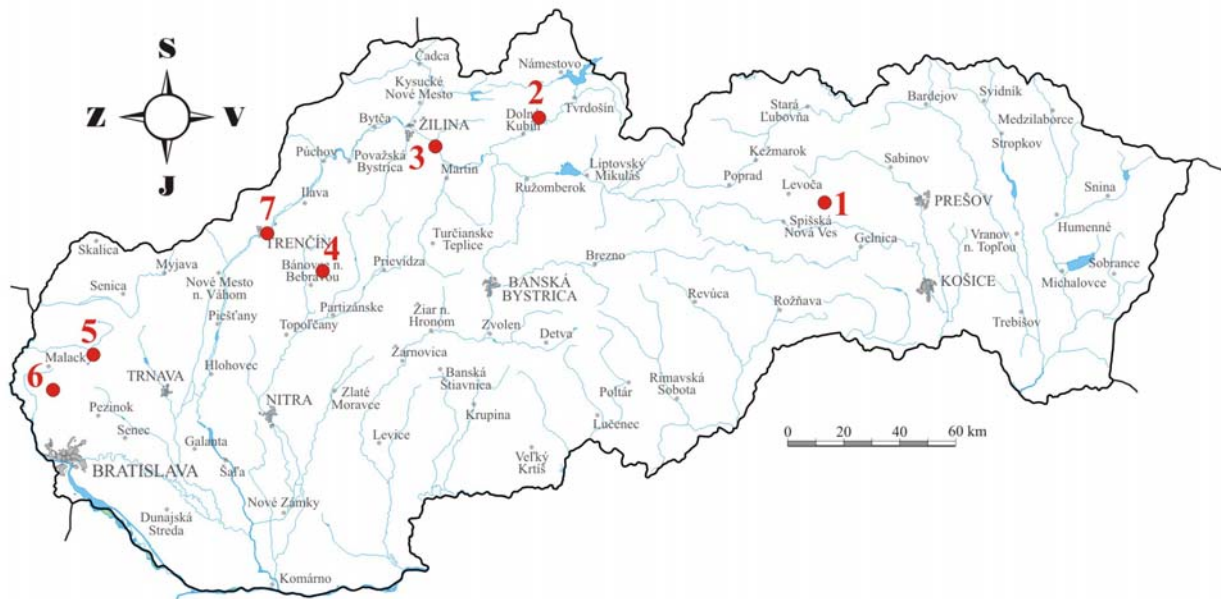 S
Z
V
J
Čadca
Kysucké
Nové Mesto
Námestovo
2
Tvrdošín
Dolný
Kubín
Bytča
ŽILINA
3
Púchov
Považská
Bystrica
Martin
Ružomberok
Liptovský
Mikuláš
Ilava
7
TRENČÍN
4
Bánovce n.
Bebravou
Turčianske
Teplice
Prievidza
Skalica
Myjava
Senica
Nové Mesto
n. Váhom
Piešťany
Partizánske
Topoľčany
BANSKÁ
BYSTRICA
Brezno
Žiar n.
Hronom
Zvolen
Detva
5
Malacky
6
Hlohovec
TRNAVA
Pezinok
Senec
Galanta
NITRA
Zlaté
Moravce
Žarnovica
Banská
Štiavnica
Krupina
Levice
Šaľa
BRATISLAVA
Dunajská
Streda
Nové Zámky
Komárno
Veľký
Krtíš
Lučenec
Poltár
Rimavská
Sobota
Revúca
Rožňava
Stará
Ľubovňa
Kežmarok
Poprad
Levoča
1
Spišská
Nová Ves
Gelnica
Sabinov
PREŠOV
Bardejov
Svidník
Medzilaborce
Stropkov
Snina
Humenné
Vranov
n. Topľou
Sobrance
Michalovce
KOŠICE
Trebišov
0 20 40 60 km